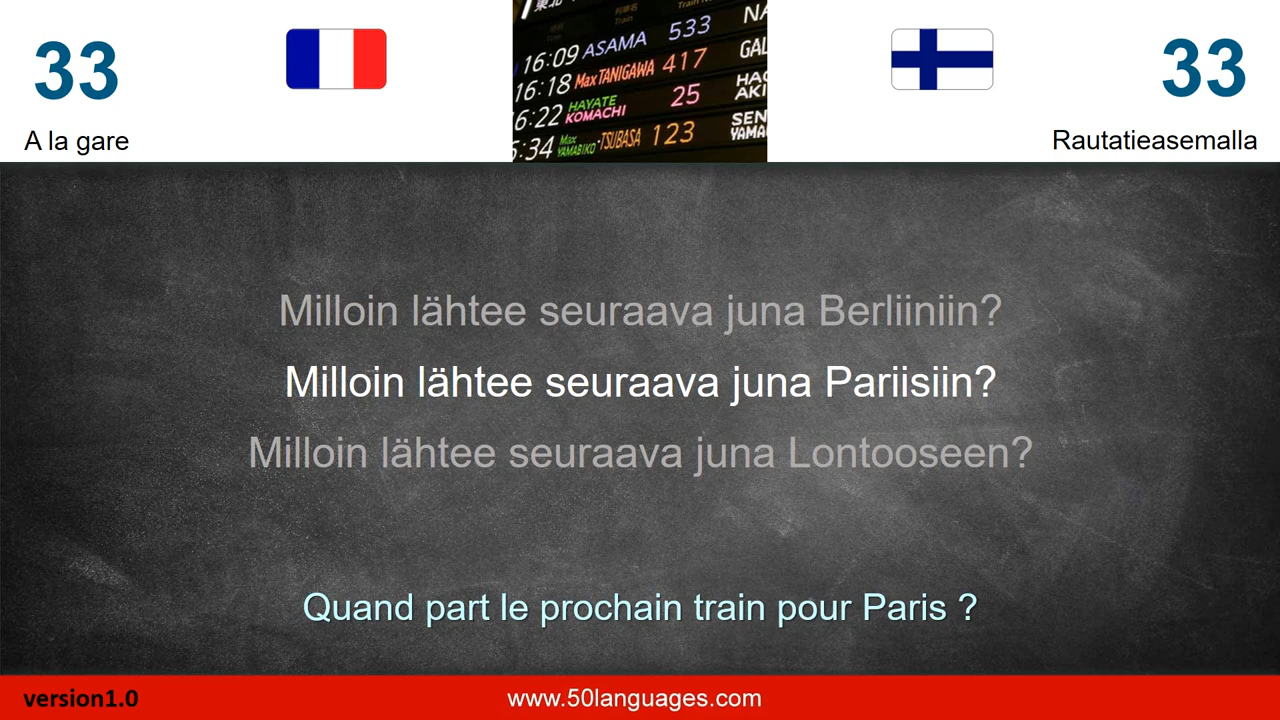 33
33
A la gare
Rautatieasemalla
16:09 ASAMA 533
16:18 Max TANIGAWA 417
6:22 HAYATE KOMACHI 25
:34 Max YAMABIKO·TSUBASA 123
Milloin lähtee seuraava juna Berliiniin?
Milloin lähtee seuraava juna Pariisiin?
Milloin lähtee seuraava juna Lontooseen?
Quand part le prochain train pour Paris ?
version1.0
www.50languages.com